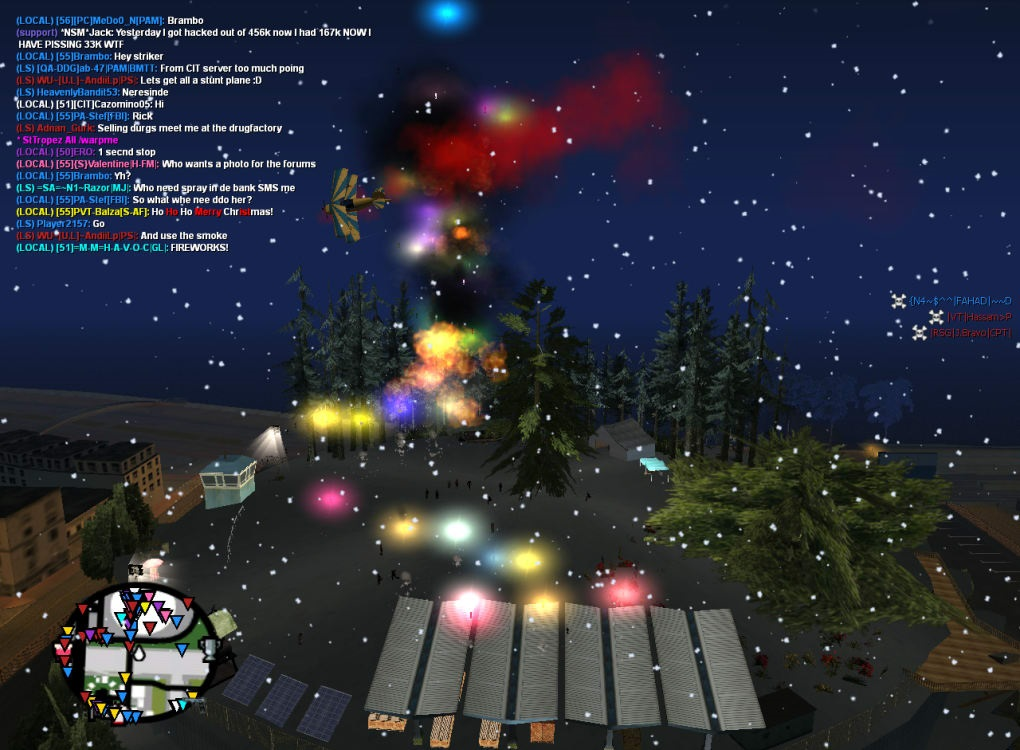 (LOCAL) [56][PC]MeDo0_N[PAM]: Brambo
(support) *NSM*Jack: Yesterday I got hacked out of 456k now I had 167k NOW I
HAVE PISSING 33K WTF
(LOCAL) [55]Brambo: Hey striker
(LS) [QA-DDG]ab-47|PAM|BMTT: From CIT server too much poing
(LS) WU-[U.L]~AndiiLp|PS|: Lets get all a stunt plane :D
(LS) HeavenlyBandit53: Neresinde
(LOCAL) [51][CIT]Cazomino05: Hi
(LOCAL) [55]PA-Stef[FBI]: Rick
(LS) Adnan_Gurk: Selling durgs meet me at the drugfactory
* StTropez All /warpme
(LOCAL) [50]ERO: 1 secnd stop
(LOCAL) [55]{S}Valentine|H-FM|: Who wants a photo for the forums
(LOCAL) [55]Brambo: Yh?
(LS) =SA=~N1~Razor|MJ|: Who need spray in de bank SMS me
(LOCAL) [55]PA-Stef[FBI]: So what whe nee ddo her?
(LOCAL) [55]PVT-Balza[S-AF]: Ho Ho Ho Merry Christmas!
(LS) Player2157: Go
(LS) WU-[U.L]~AndiiLp|PS|: And use the smoke
(LOCAL) [51]=M-M=H-A-V-O-C|GL|: FIREWORKS!
{N4~$^^|FAHAD|~~D
|VT|Hassam>P
|RSG|J.Bravo|CPT|